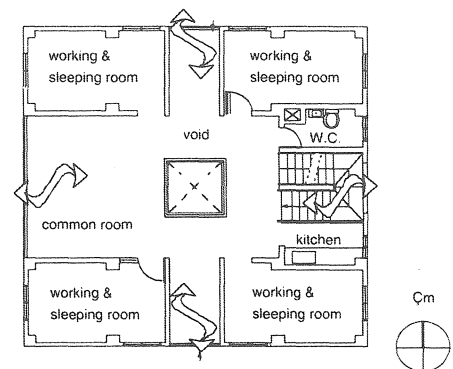 working &
sleeping room
working &
sleeping room
void
W.C.
common room
kitchen
working &
sleeping room
working &
sleeping room
Çm